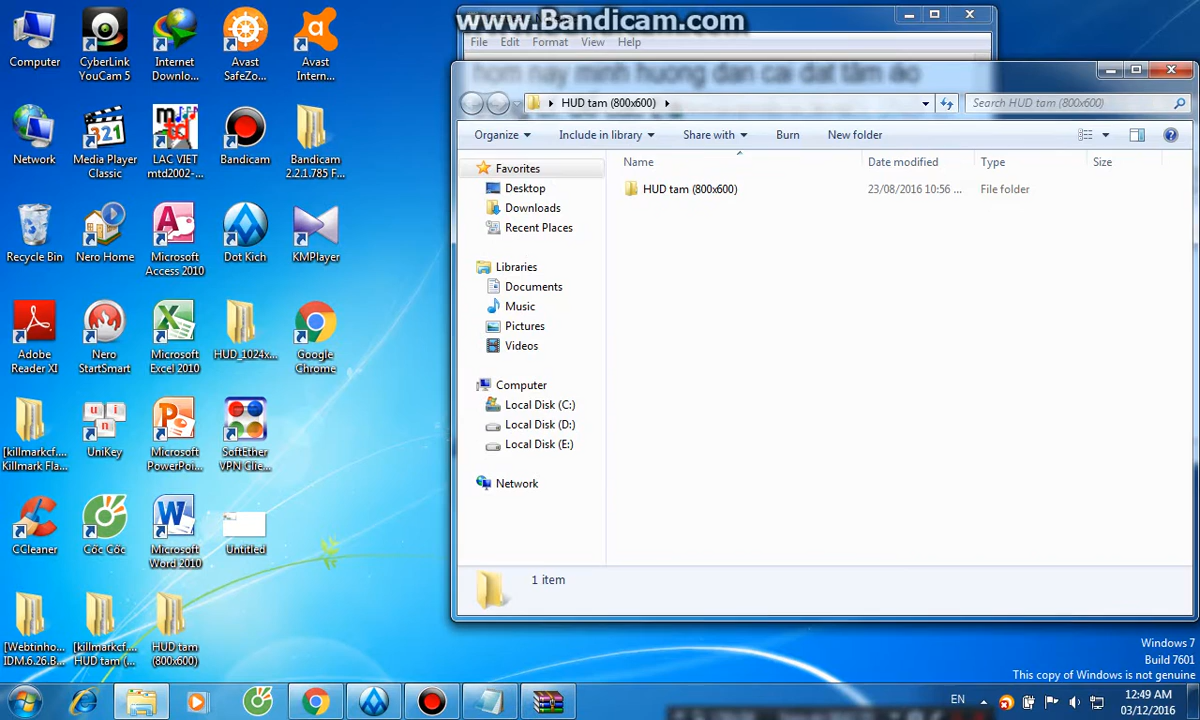 www.Bandicam.com
File Edit Format View Help
hom nay minh huong dan cai dat tâm ảo
HUD tam (800x600)
Search HUD tam (800x600)
Organize Include in library Share with Burn New folder
Name Date modified Type Size
HUD tam (800x600) 23/08/2016 10:56 ... File folder
Favorites
Desktop
Downloads
Recent Places
Libraries
Documents
Music
Pictures
Videos
Computer
Local Disk (C:)
Local Disk (D:)
Local Disk (E:)
Network
1 item
Computer
CyberLink
YouCam 5
Internet
Downlo...
Avast
SafeZo...
Avast
Intern...
Network
Media Player
Classic
LAC VIET
mtd2002-...
Bandicam
Bandicam
2.2.1.785 F...
Recycle Bin
Nero Home
Microsoft
Access 2010
Dot Kich
KMPlayer
Adobe
Reader XI
Nero
StartSmart
Microsoft
Excel 2010
HUD_1024x...
Google
Chrome
[killmarkcf....
Killmark Fla...
UniKey
Microsoft
PowerPoi...
SoftEther
VPN Clie...
CCleaner
Cốc Cốc
Microsoft
Word 2010
Untitled
[Webtinho...
IDM.6.26.B...
[killmarkcf....
HUD tam (...
HUD tam
(800x600)
Windows 7
Build 7601
This copy of Windows is not genuine
EN
12:49 AM
03/12/2016